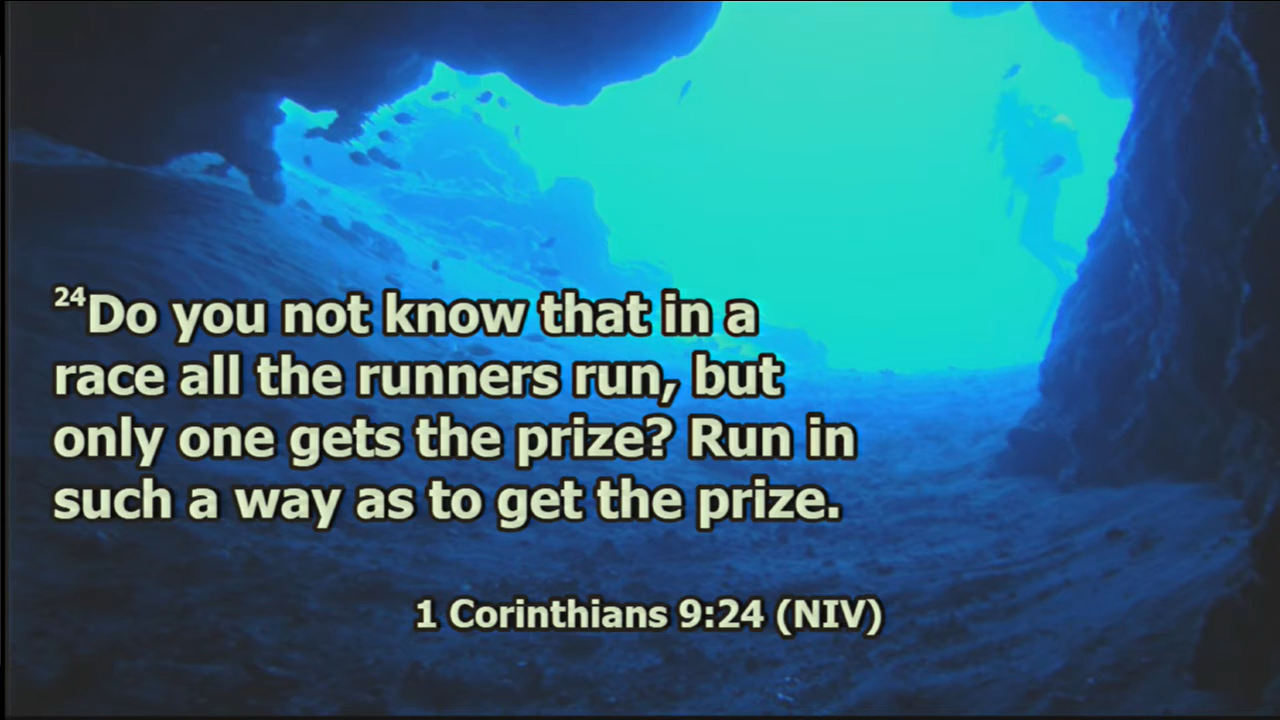 24Do you not know that in a
race all the runners run, but
only one gets the prize? Run in
such a way as to get the prize.
1 Corinthians 9:24 (NIV)